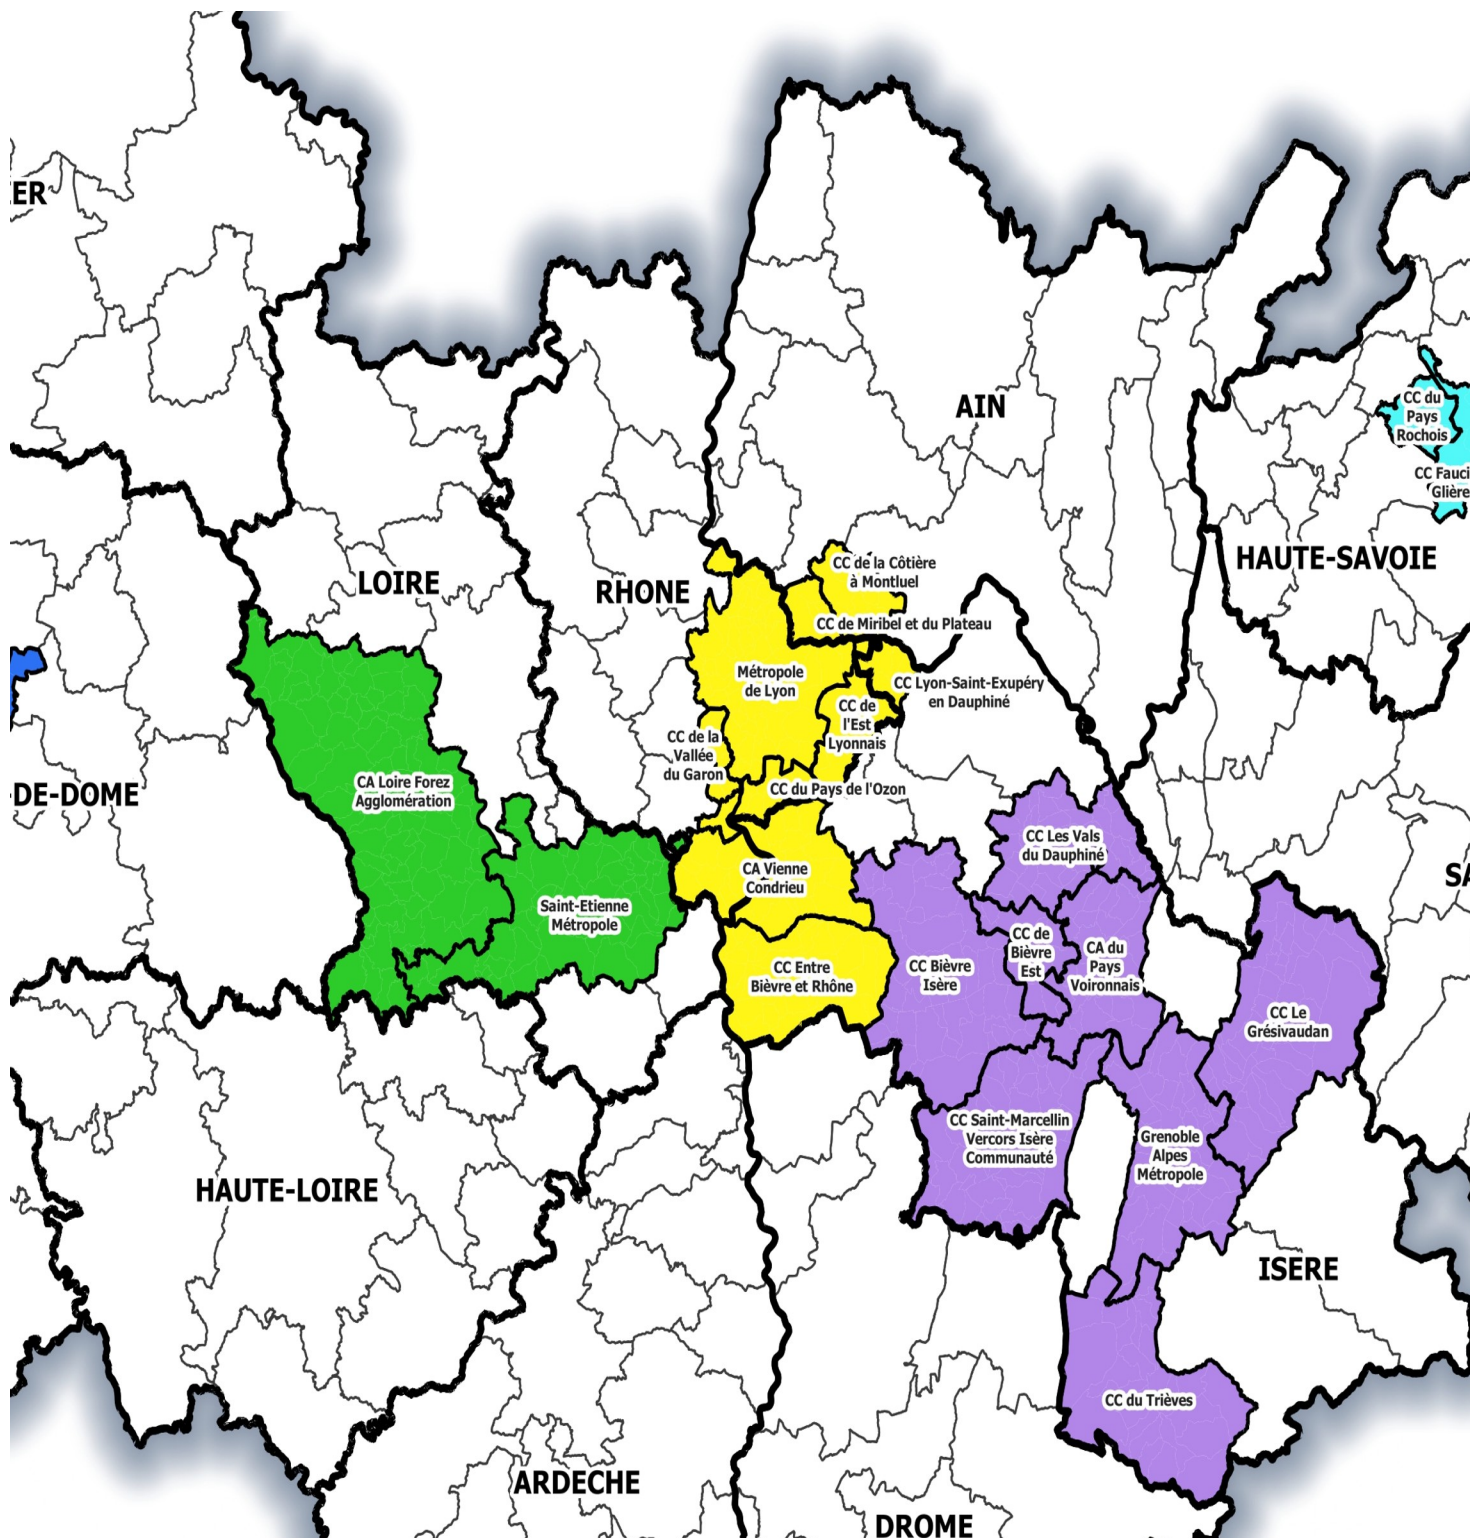 IER
AIN
CC du
Pays
Rochois
CC Fauci
Glière
HAUTE-SAVOIE
LOIRE
RHONE
CC de la Côtière
à Montluel
CC de Miribel et du Plateau
Métropole
de Lyon
CC Lyon-Saint-Exupéry
en Dauphiné
CC de
l'Est
Lyonnais
CC de la
Vallée
du Garon
CC du Pays de l'Ozon
-DE-DOME
CA Loire Forez
Agglomération
CC Les Vals
du Dauphiné
CA Vienne
Condrieu
SA
Saint-Etienne
Métropole
CC de
Bièvre
Est
CA du
Pays
Voironnais
CC Entre
Bièvre et Rhône
CC Bièvre
Isère
CC Le
Grésivaudan
CC Saint-Marcellin
Vercors Isère
Communauté
Grenoble
Alpes
Métropole
HAUTE-LOIRE
ISERE
CC du Trièves
ARDECHE
DROME